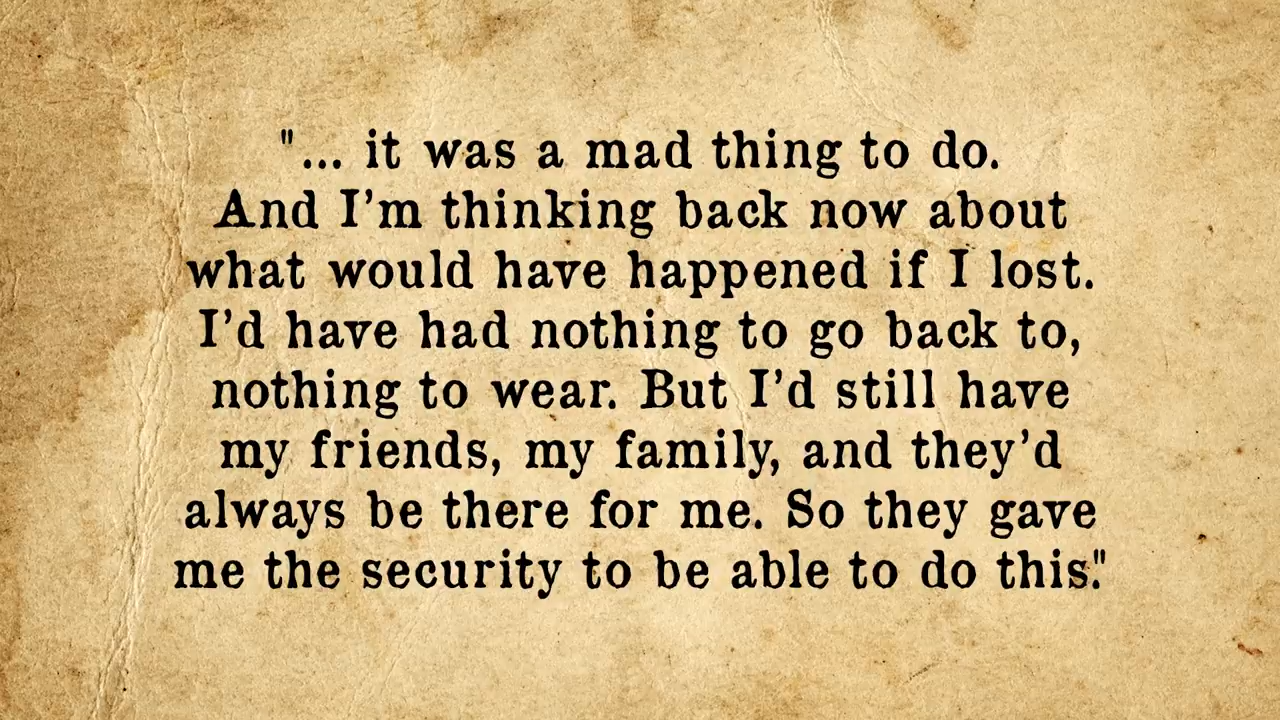 "... it was a mad thing to do.
And I’m thinking back now about
what would have happened if I lost.
I’d have had nothing to go back to,
nothing to wear. But I’d still have
my friends, my family, and they’d
always be there for me. So they gave
me the security to be able to do this."